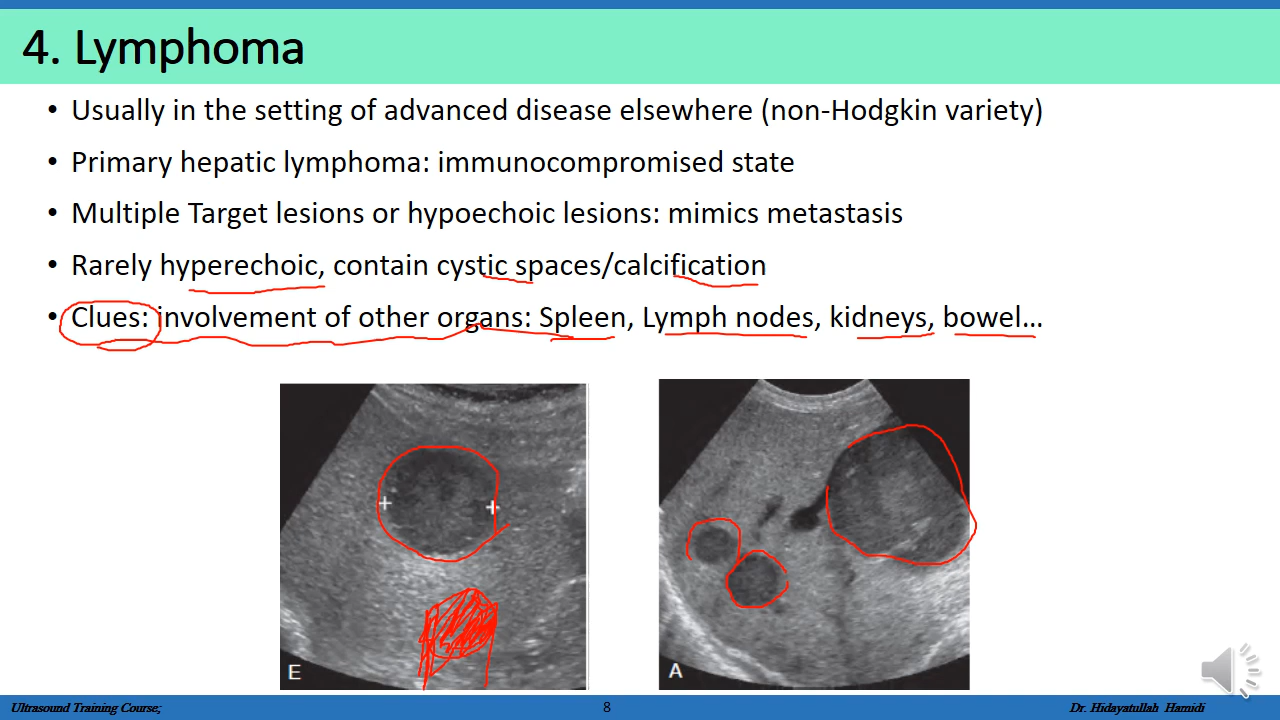 4. Lymphoma
• Usually in the setting of advanced disease elsewhere (non-Hodgkin variety)
• Primary hepatic lymphoma: immunocompromised state
• Multiple Target lesions or hypoechoic lesions: mimics metastasis
• Rarely hyperechoic, contain cystic spaces/calcification
• Clues: involvement of other organs: Spleen, Lymph nodes, kidneys, bowel...
E
A
Ultrasound Training Course;
8
Dr. Hidayatullah Hamidi